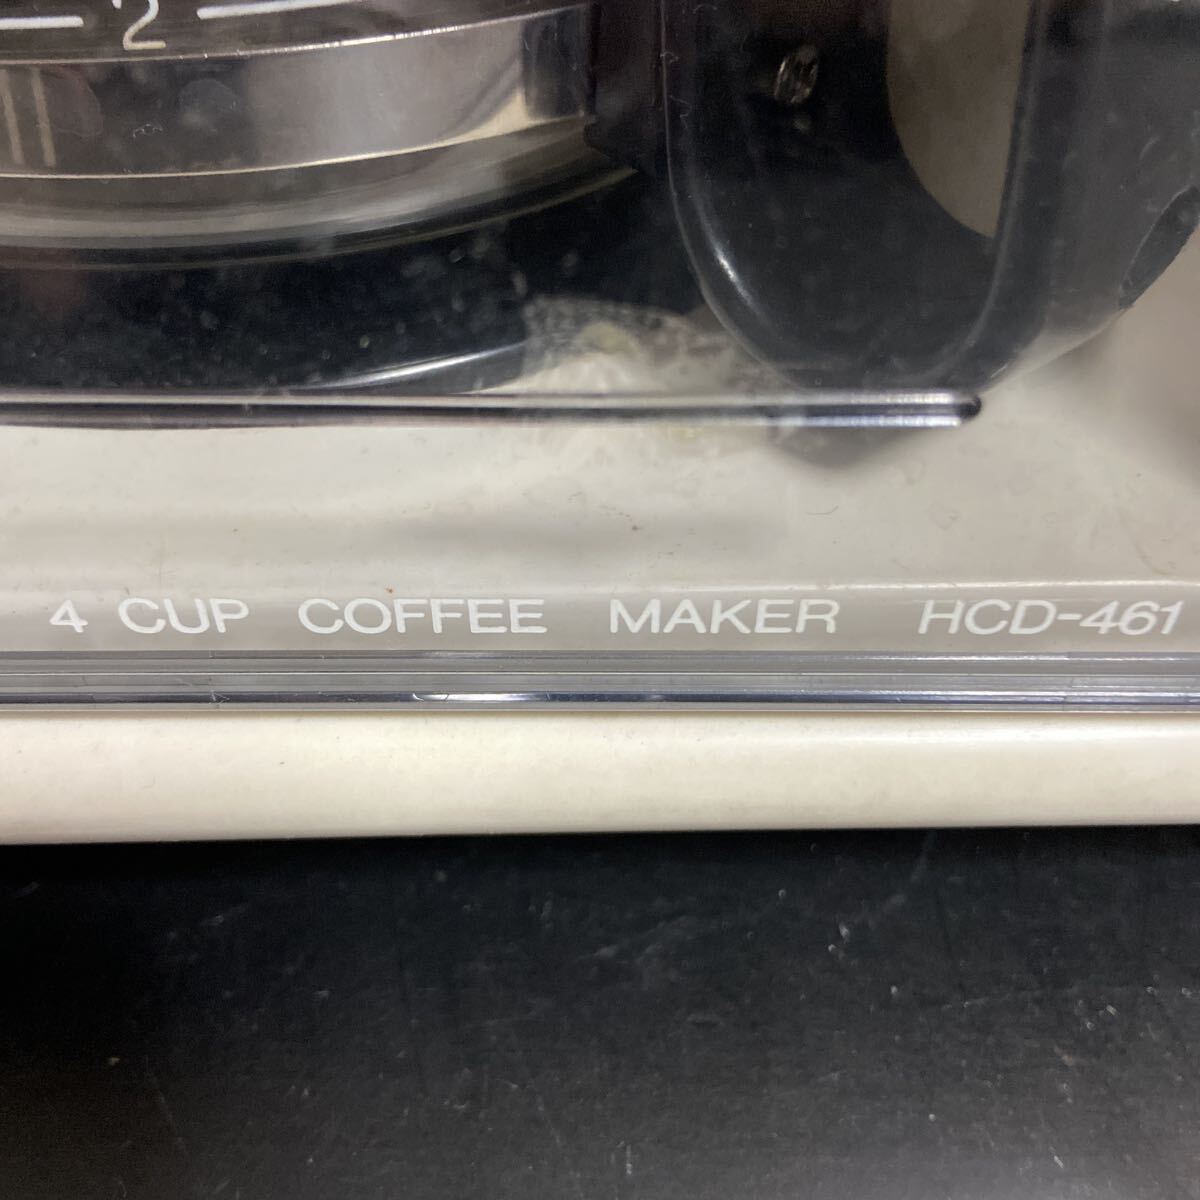 2
4 CUP COFFEE MAKER HCD-461